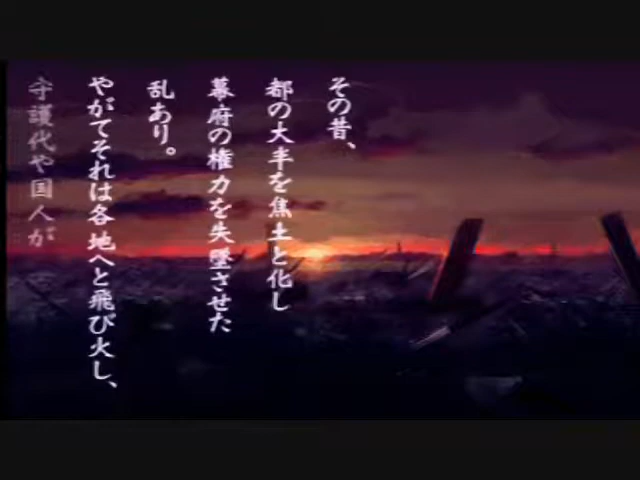 その昔、
都の大半を焦土と化し
幕府の権力を失墜させた
乱あり。
やがてそれは各地へと飛び火し、
守護代や国人が